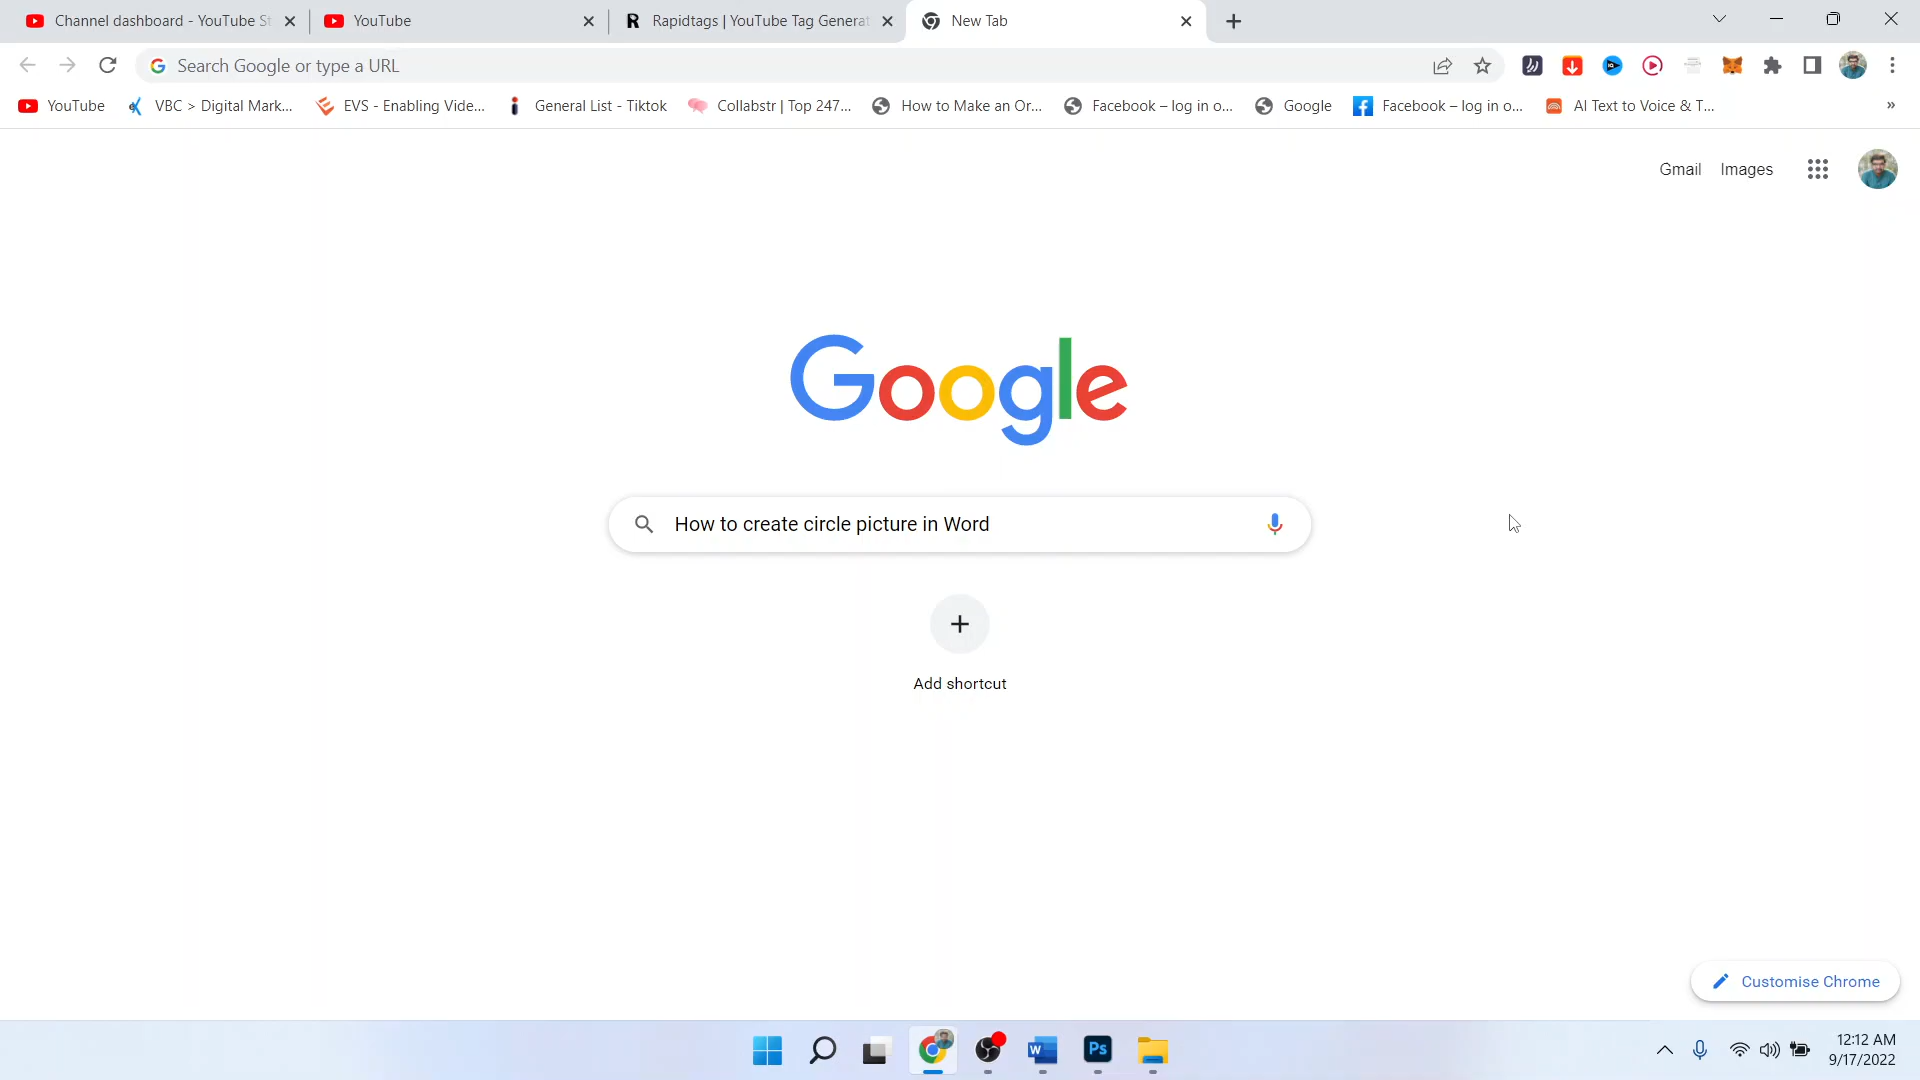 Channel dashboard - YouTube St
YouTube
R Rapidtags | YouTube Tag Generat
New Tab
Search Google or type a URL
YouTube
VBC > Digital Mark...
EVS - Enabling Vide...
General List - Tiktok
Collabstr | Top 247...
How to Make an Or...
Facebook – log in o...
Google
Facebook – log in o...
AI Text to Voice & T...
»
Gmail
Images
Google
How to create circle picture in Word
Add shortcut
Customise Chrome
W
Ps
12:12 AM
9/17/2022